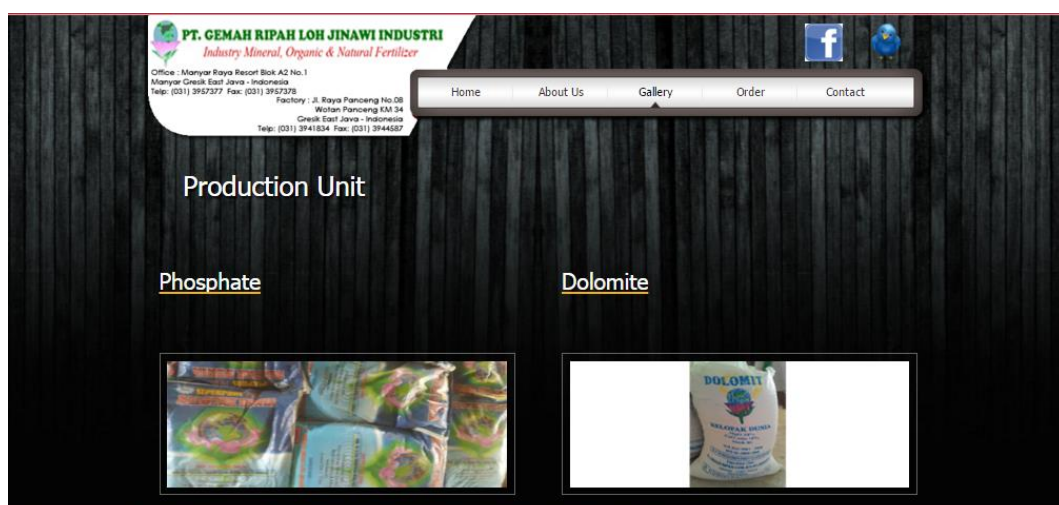 PT. GEMAH RIPAH LOH JINAWI INDUSTRI
Industry Mineral, Organic & Natural Fertilizer
Office : Manyar Raya Resort Blok A2 No.1
Manyar Gresik East Java - Indonesia
Telp: (031) 3957377 Fax: (031) 3957378
Factory : Jl. Raya Panceng No.08
Wotan Panceng KM 34
Gresik East Java - Indonesia
Telp: (031) 3941834 Fax: (031) 3944587
f
Home About Us Gallery Order Contact
Production Unit
Phosphate Dolomite
DOLOMIT
KELOPAK DUNIA